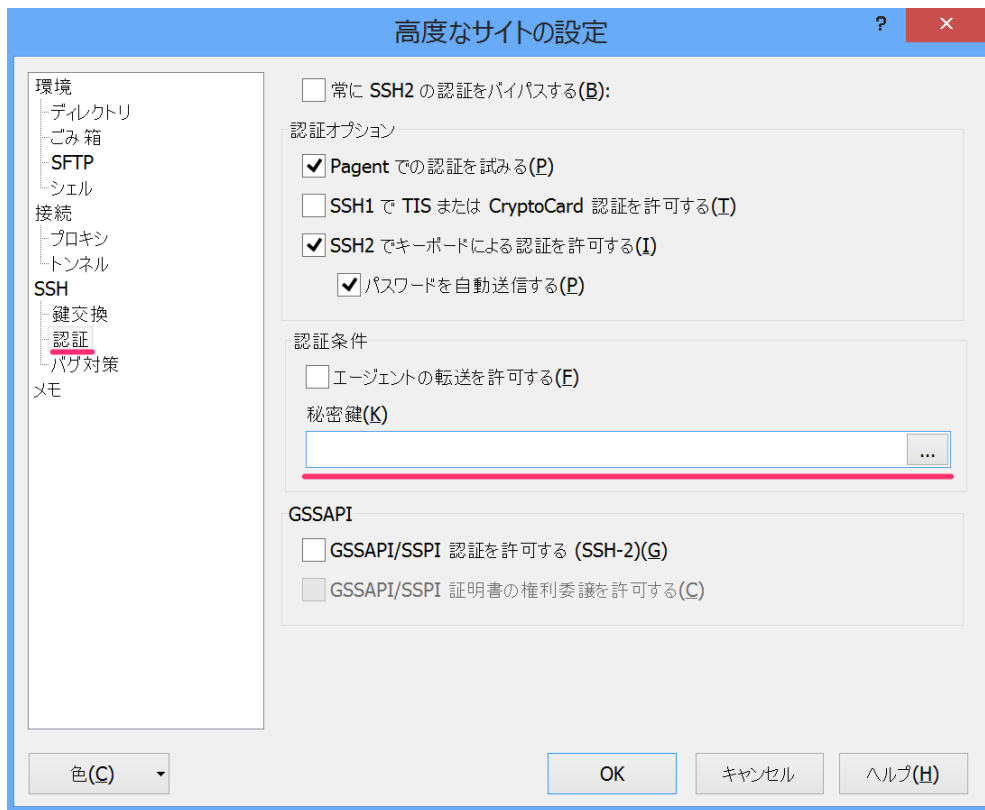 高度なサイトの設定
?
×
環境
ディレクトリ
ごみ箱
SFTP
シェル
接続
プロキシ
トンネル
SSH
鍵交換
認証
バグ対策
メモ
常に SSH2 の認証をバイパスする(B):
認証オプション
Pagent での認証を試みる(P)
SSH1 で TIS または CryptoCard 認証を許可する(T)
SSH2 でキーボードによる認証を許可する(I)
パスワードを自動送信する(P)
認証条件
エージェントの転送を許可する(F)
秘密鍵(K)
...
GSSAPI
GSSAPI/SSPI 認証を許可する (SSH-2)(G)
GSSAPI/SSPI 証明書の権利委譲を許可する(C)
色(C)
OK
キャンセル
ヘルプ(H)